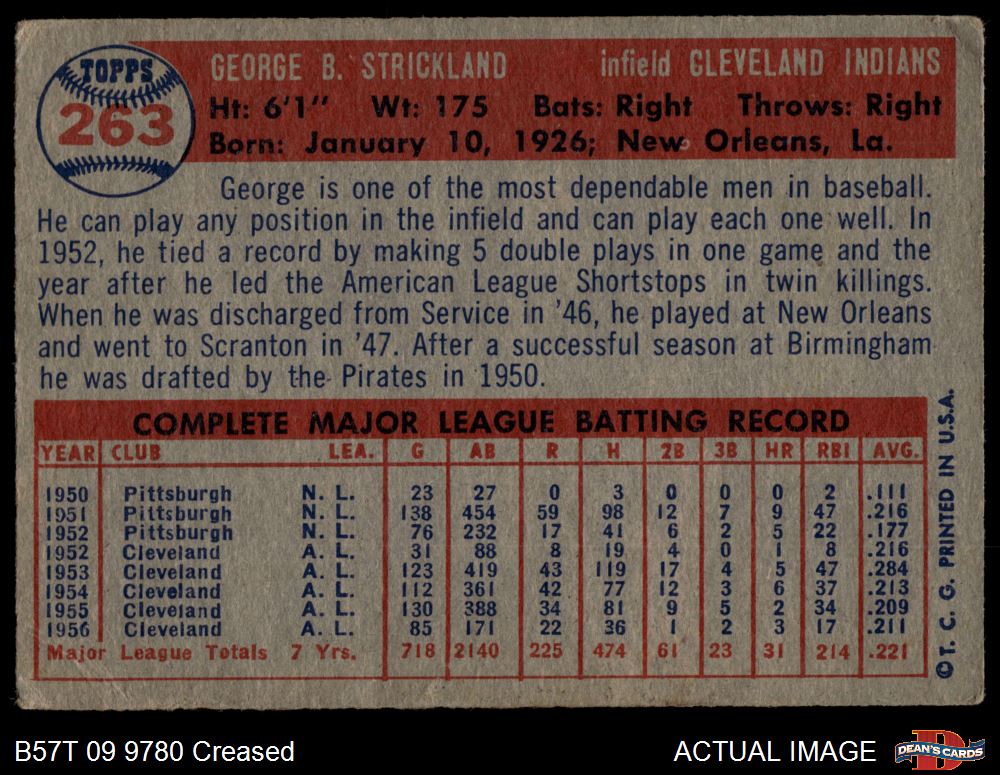 TOPPS
263
GEORGE B. STRICKLAND infield CLEVELAND INDIANS
Ht: 6'1" Wt: 175 Bats: Right Throws: Right
Born: January 10, 1926; New Orleans, La.
George is one of the most dependable men in baseball.
He can play any position in the infield and can play each one well. In
1952, he tied a record by making 5 double plays in one game and the
year after he led the American League Shortstops in twin killings.
When he was discharged from Service in '46, he played at New Orleans
and went to Scranton in '47. After a successful season at Birmingham
he was drafted by the Pirates in 1950.
COMPLETE MAJOR LEAGUE BATTING RECORD
YEAR CLUB LEA. G AB R H 2B 3B HR RBI AVG.
1950 Pittsburgh N. L. 23 27 0 3 0 0 0 2 .111
1951 Pittsburgh N. L. 138 454 59 98 12 7 9 47 .216
1952 Pittsburgh N. L. 76 232 17 41 6 2 5 22 .177
1952 Cleveland A. L. 31 88 8 19 4 0 1 8 .216
1953 Cleveland A. L. 123 419 43 119 17 4 5 47 .284
1954 Cleveland A. L. 112 361 42 77 12 3 6 37 .213
1955 Cleveland A. L. 130 388 34 81 9 5 2 34 .209
1956 Cleveland A. L. 85 171 22 36 1 2 3 17 .211
Major League Totals 7 Yrs. 718 2140 225 474 61 23 31 214 .221
©T. C. G. PRINTED IN U.S.A.
B57T 09 9780 Creased
ACTUAL IMAGE
D
DEAN'S CARDS